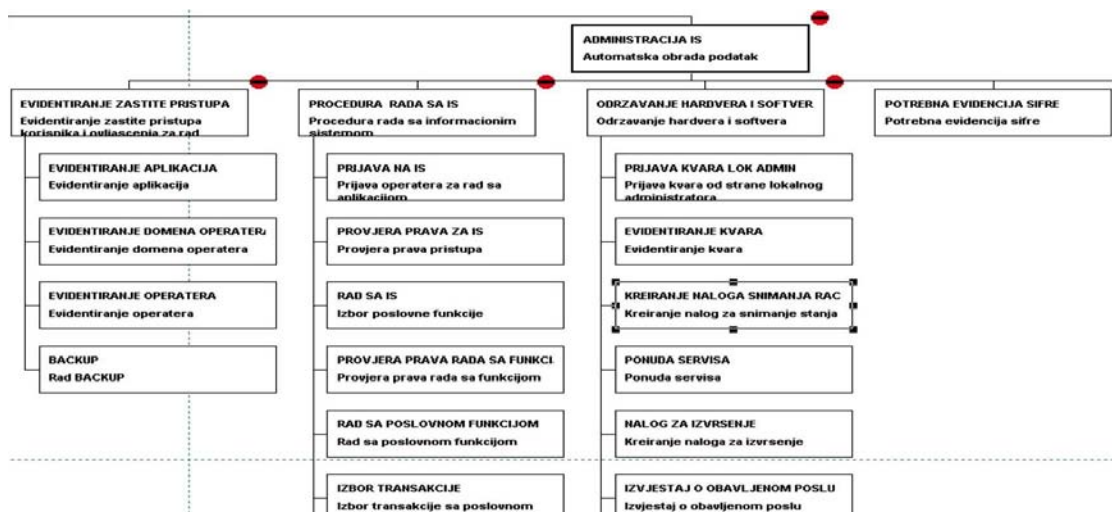 ADMINISTRACIJA IS
Automatska obrada podatak
EVIDENTIRANJE ZASTITE PRISTUPA
Evidentiranje zastite pristupa
korisnika i ovliascenia za rad
EVIDENTIRANJE APLIKACIJA
Evidentiranje aplikacija
EVIDENTIRANJE DOMENA OPERATERA
Evidentiranje domena operatera
EVIDENTIRANJE OPERATERA
Evidentiranje operatera
BACKUP
Rad BACKUP
PROCEDURA RADA SA IS
Procedura rada sa informacionim
sistemom
PRIJAVA NA IS
Prijava operatera za rad sa
aplikacijom
PROVJERA PRAVA ZA IS
Provjera prava pristupa
RAD SA IS
Izbor poslovne funkcije
PROVJERA PRAVA RADA SA FUNKCI
Provjera prava rada sa funkcijom
RAD SA POSLOVNOM FUNKCIJOM
Rad sa poslovnom funkcijom
IZBOR TRANSAKCIJE
Izbor transakcije sa poslovnom
ODRZAVANJE HARDVERA I SOFTVER
Odrzavanje hardvera i softvera
PRIJAVA KVARA LOK ADMIN
Prijava kvara od strane lokalnog
administratora
EVIDENTIRANJE KVARA
Evidentiranje kvara
KREIRANJE NALOGA SNIMANJA RAC
Kreiranje nalog za snimanje stanja
PONUDA SERVISA
Ponuda servisa
NALOG ZA IZVRSENJE
Kreiranje naloga za izvrsenje
IZVJESTAJ O OBAVLJENOM POSLU
Izvjestaj o obavljenom poslu
POTREBNA EVIDENCIJA SIFRE
Potrebna evidencija sifre